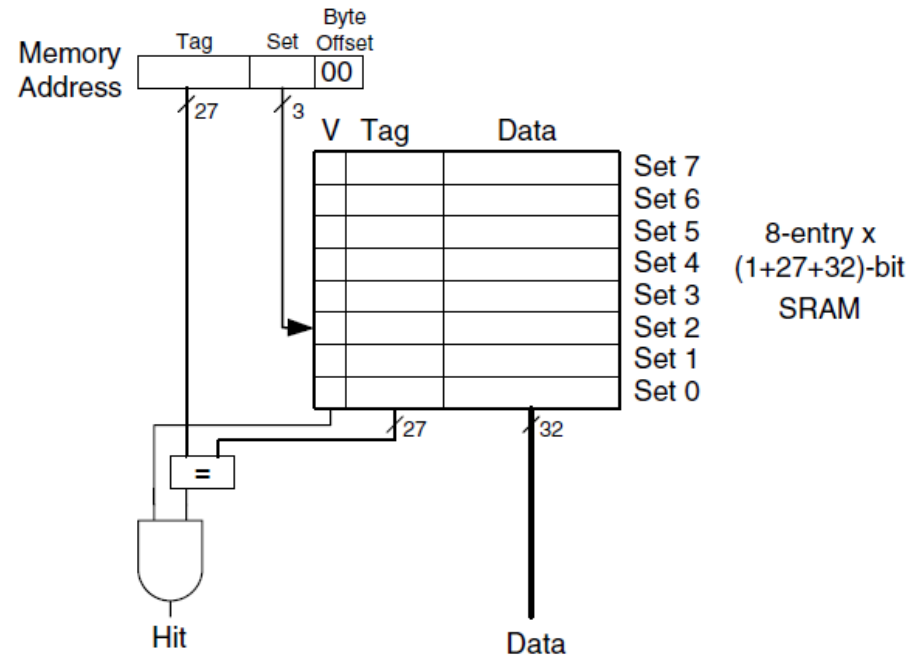 Memory
Address
Tag
Set
Byte
Offset
00
27
3
V
Tag
Data
Set 7
Set 6
Set 5
Set 4
Set 3
Set 2
Set 1
Set 0
8-entry x
(1+27+32)-bit
SRAM
27
32
=
Hit
Data